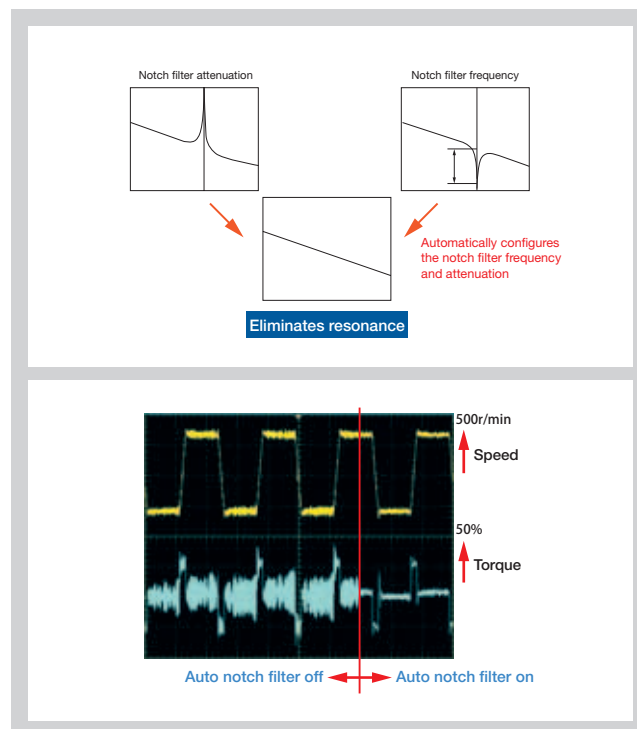 Notch filter attenuation
Notch filter frequency
Automatically configures
the notch filter frequency
and attenuation
Eliminates resonance
500r/min
Speed
50%
Torque
Auto notch filter off
Auto notch filter on